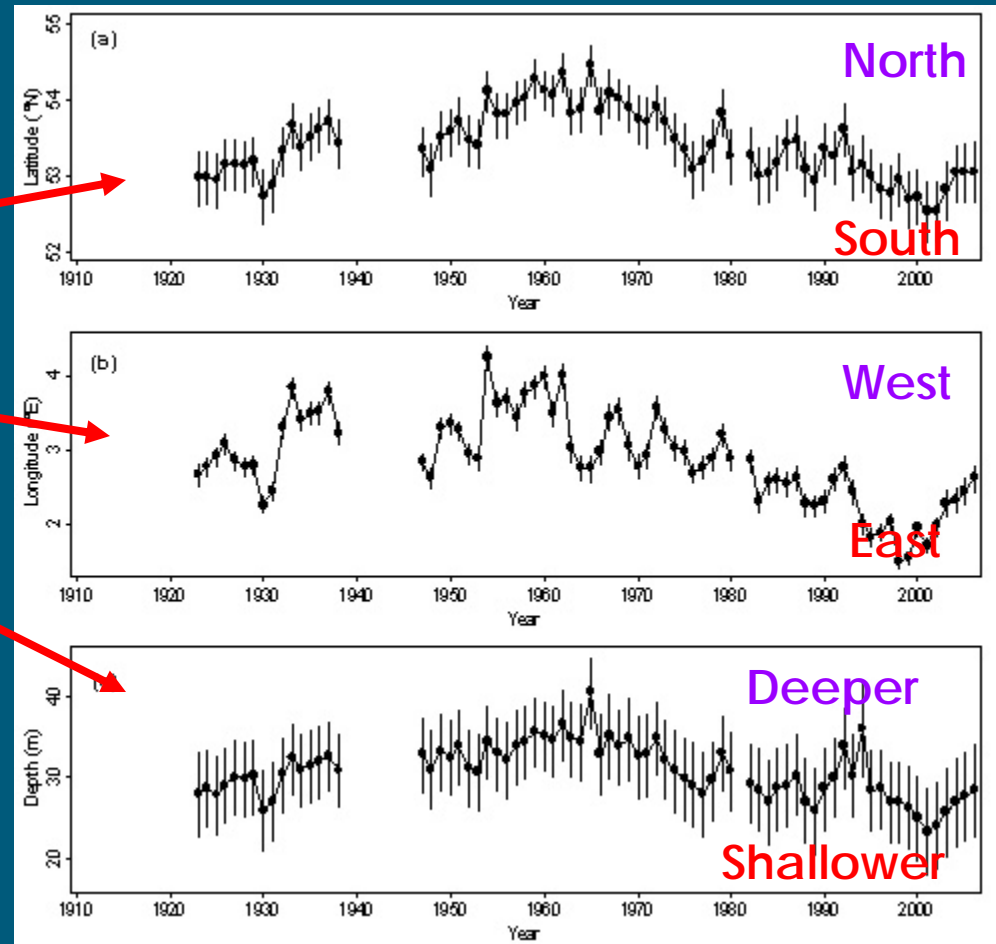 (a)
North
South
Latitude (ºN)
55
54
53
52
1910 1920 1930 1940 1950 1960 1970 1980 1990 2000
Year
(b)
West
East
Longitude (ºE)
4
3
2
1910 1920 1930 1940 1950 1960 1970 1980 1990 2000
Year
Deeper
Shallower
Depth (m)
40
30
20
1910 1920 1930 1940 1950 1960 1970 1980 1990 2000
Year